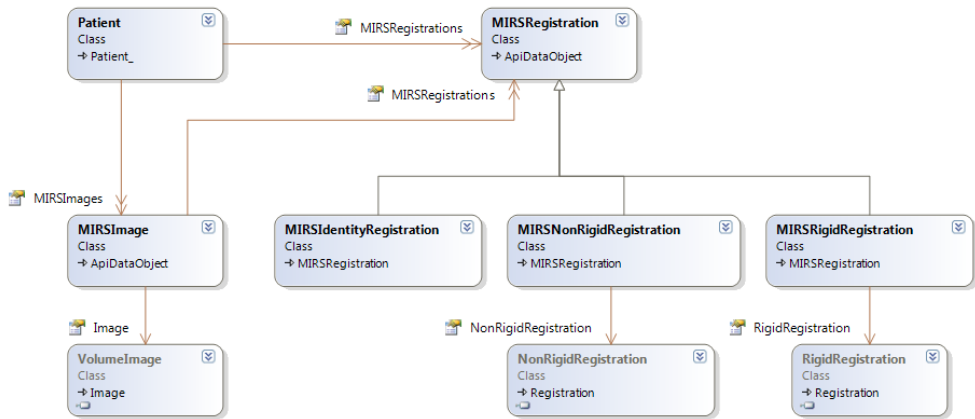 Patient
Class
Patient_
MIRSRegistrations
MIRSRegistration
Class
ApiDataObject
MIRSRegistrations
MIRSImages
MIRSImage
Class
ApiDataObject
MIRSIdentityRegistration
Class
MIRSRegistration
MIRSNonRigidRegistration
Class
MIRSRegistration
MIRSRigidRegistration
Class
MIRSRegistration
Image
NonRigidRegistration
RigidRegistration
VolumeImage
Class
Image
NonRigidRegistration
Class
Registration
RigidRegistration
Class
Registration